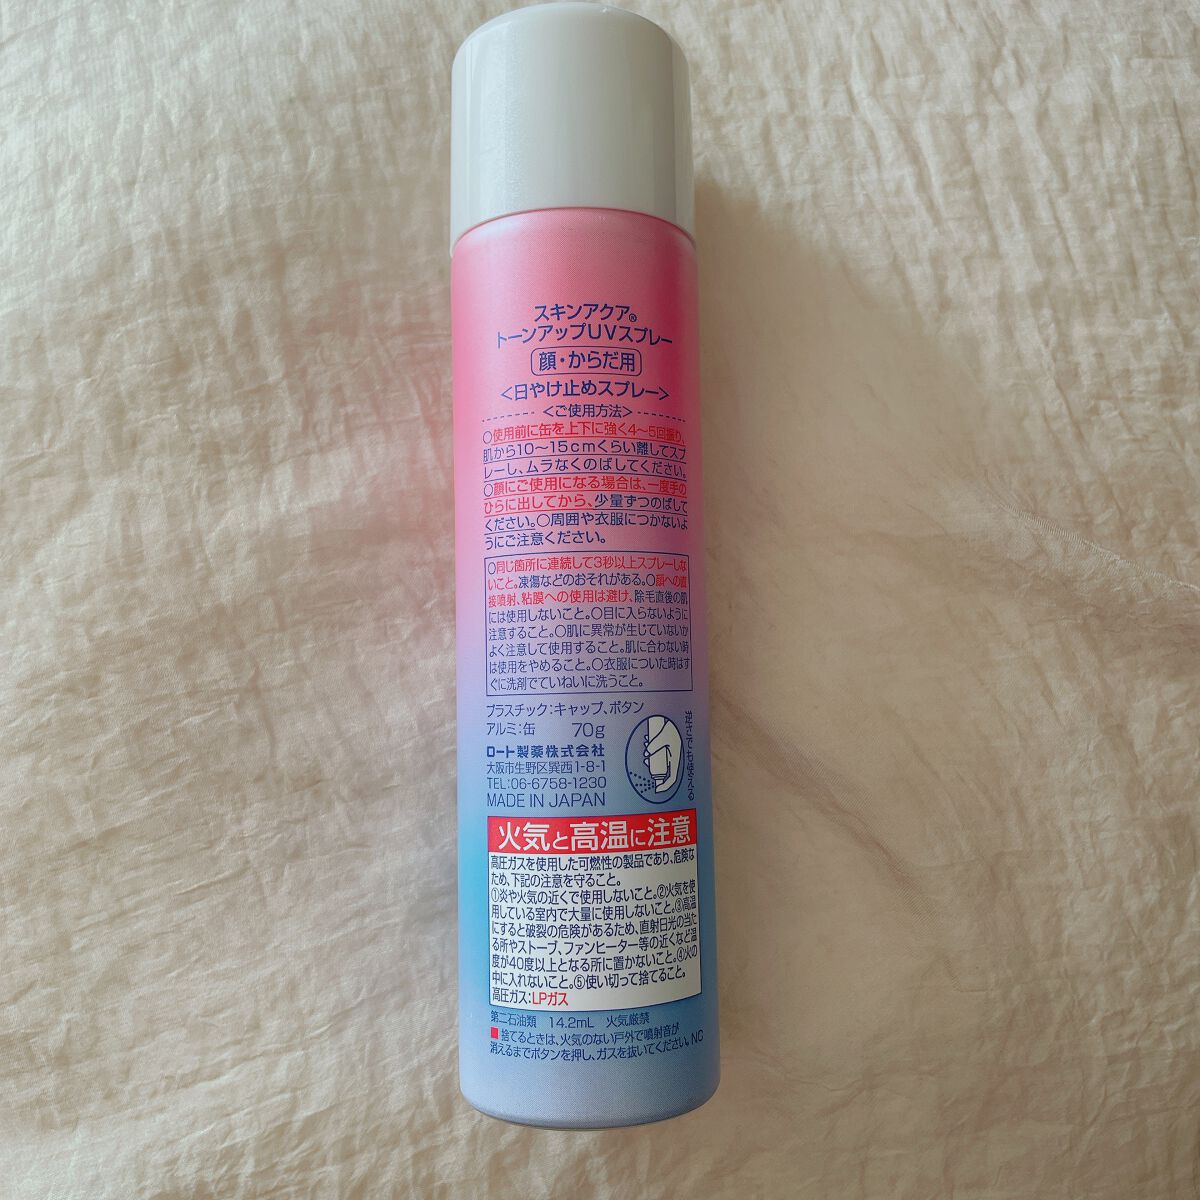 スキンアクア®
トーンアップUVスプレー
顔・からだ用
<日やけ止めスプレー>
<ご使用方法>
○使用前に缶を上下に強く4〜5回振り、
肌から10〜15cmくらい離してスプ
レーし、ムラなくのばしてください。
○顔にご使用になる場合は、一度手の
ひらに出してから、少量ずつのばして
ください。○周囲や衣服につかないよ
うにご注意ください。
○同じ箇所に連続して3秒以上スプレーしな
いこと。凍傷などのおそれがある。○顔への直
接噴射、粘膜への使用は避け、除毛直後の肌
には使用しないこと。○目に入らないように
注意すること。○肌に異常が生じていないか
よく注意して使用すること。肌に合わない時
は使用をやめること。○衣服についた時はす
ぐに洗剤でていねいに洗うこと。
プラスチック:キャップ、ボタン
アルミ:缶 70g
ロート製薬株式会社
大阪市生野区巽西1-8-1
TEL:06-6758-1230
MADE IN JAPAN
逆さでも使える
火気と高温に注意
高圧ガスを使用した可燃性の製品であり、危険な
ため、下記の注意を守ること。
①炎や火気の近くで使用しないこと。②火気を使
用している室内で大量に使用しないこと。③高温
にすると破裂の危険があるため、直射日光の当た
る所やストーブ、ファンヒーター等の近くなど温
度が40度以上となる所に置かないこと。④火の
中に入れないこと。⑤使い切って捨てること。
高圧ガス:LPガス
第二石油類 14.2mL 火気厳禁
■捨てるときは、火気のない戸外で噴射音が
消えるまでボタンを押し、ガスを抜いてください。NC